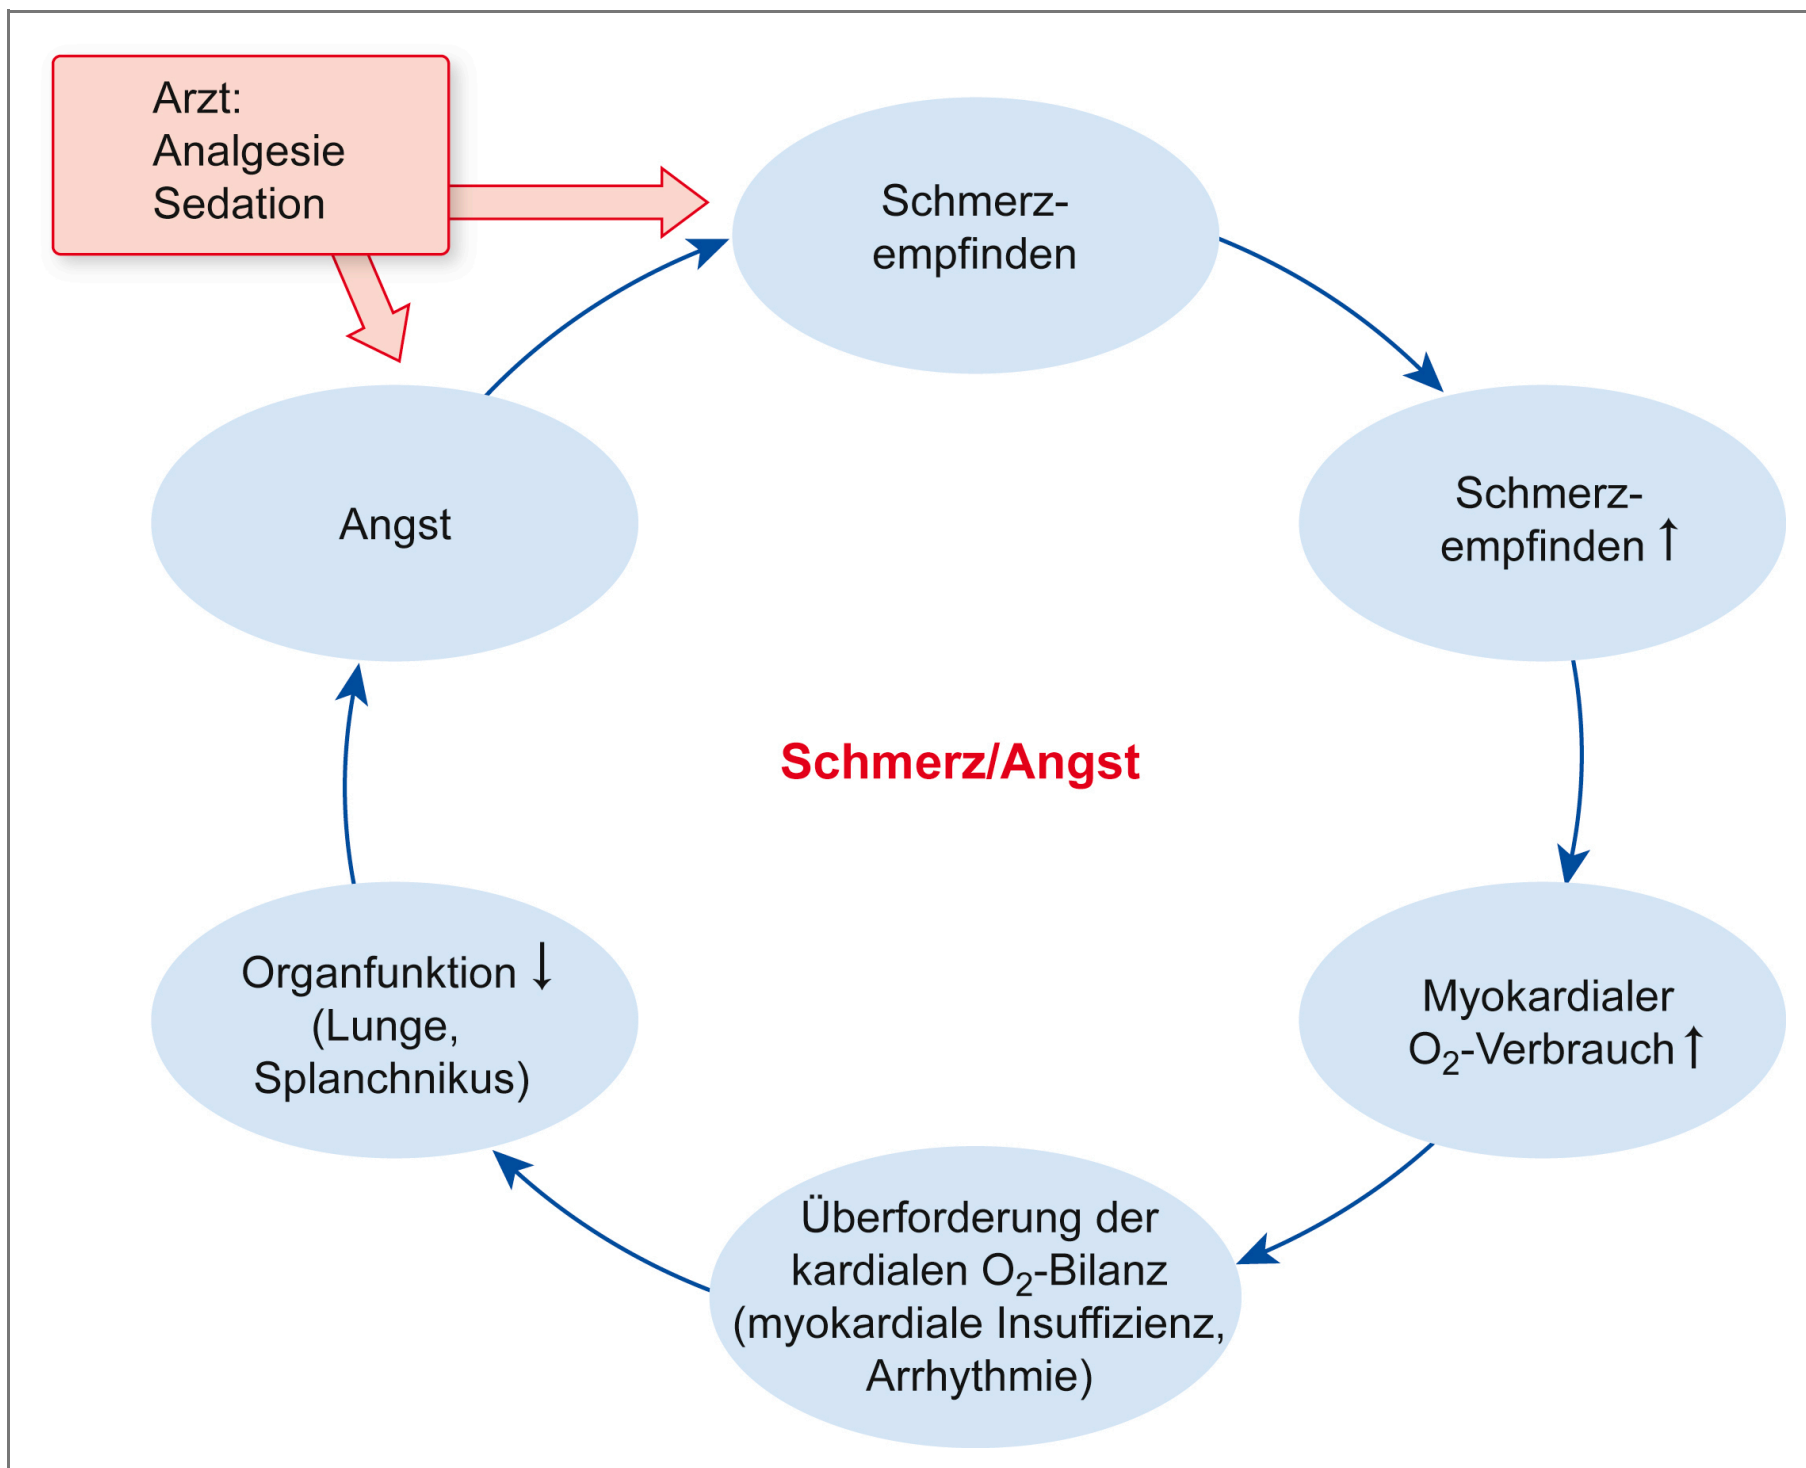 Arzt:
Analgesie
Sedation
Schmerz-
empfinden
Schmerz-
empfinden ↑
Myokardialer
O₂-Verbrauch ↑
Überforderung der
kardialen O₂-Bilanz
(myokardiale Insuffizienz,
Arrhythmie)
Organfunktion ↓
(Lunge,
Splanchnikus)
Angst
Schmerz/Angst